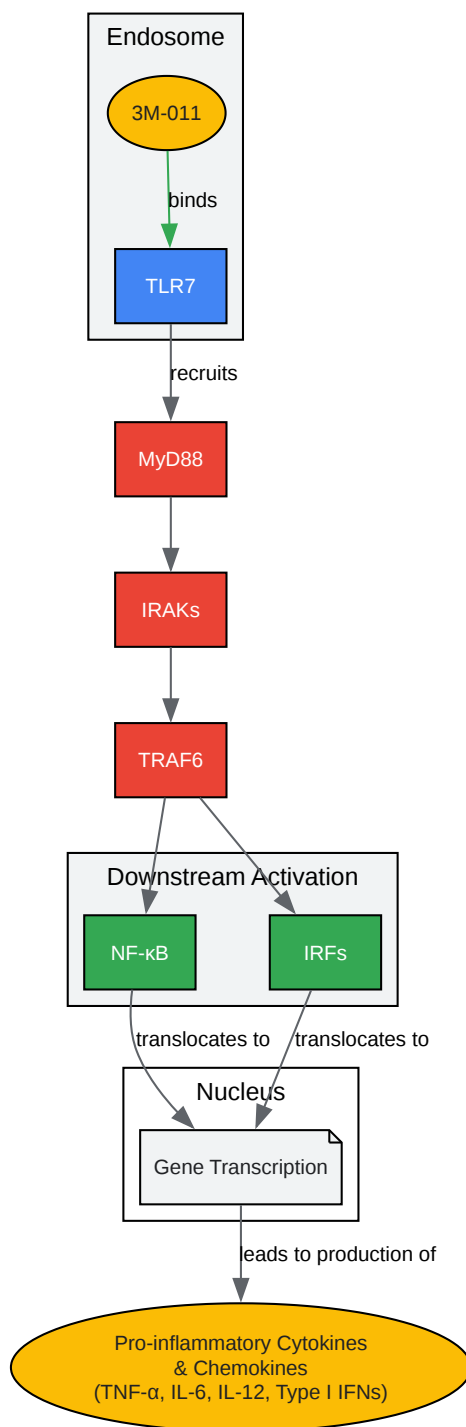 Endosome
3M-011
binds
TLR7
recruits
MyD88
IRAKs
TRAF6
Downstream Activation
NF-κB
IRFs
translocates to
translocates to
Nucleus
Gene Transcription
leads to production of
Pro-inflammatory Cytokines
& Chemokines
(TNF-α, IL-6, IL-12, Type I IFNs)